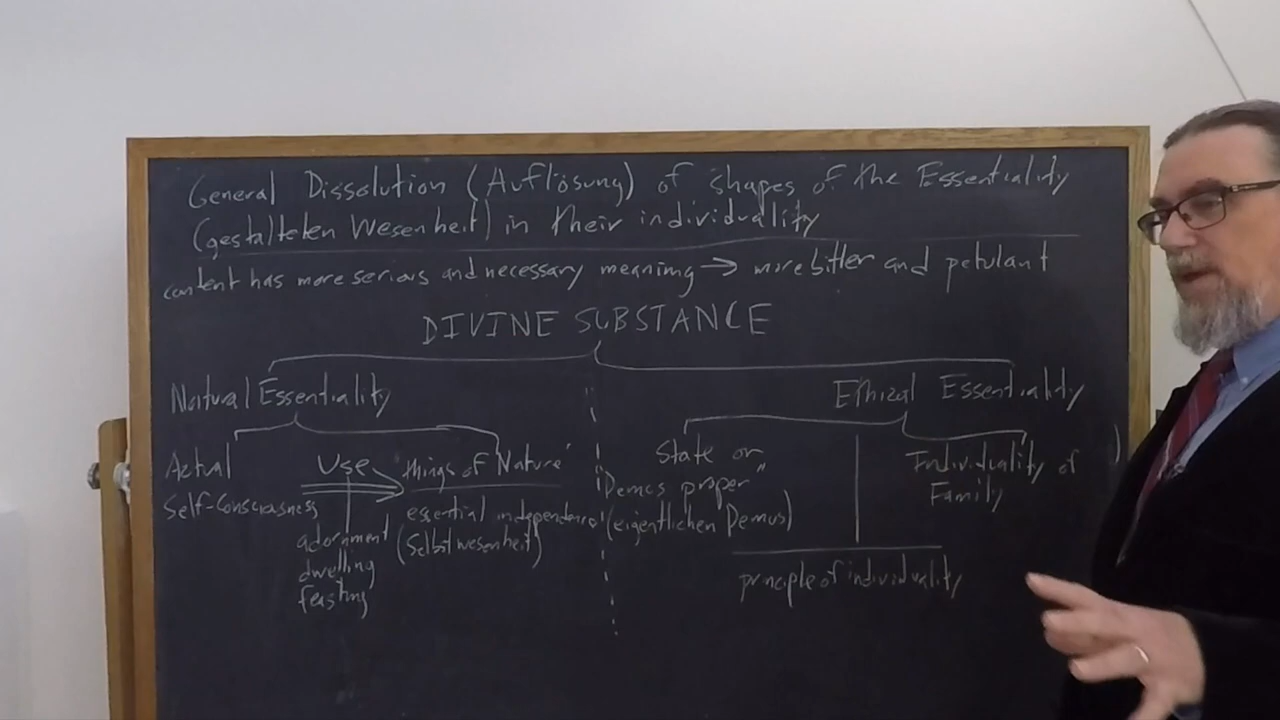 General Dissolution (Auflösung) of shapes of the Essentiality
(gestalteten Wesenheit) in their individuality
content has more serious and necessary meaning → more bitter and petulant
DIVINE SUBSTANCE
Natural Essentiality
Actual
Self-Consciousness
Use
adornment
dwelling
feasting
"things of Nature"
essential independence
(Selbstwesenheit)
Ethical Essentiality
State or
"Demos proper"
(eigentlichen Demus)
Individuality of
Family
principle of individuality
)